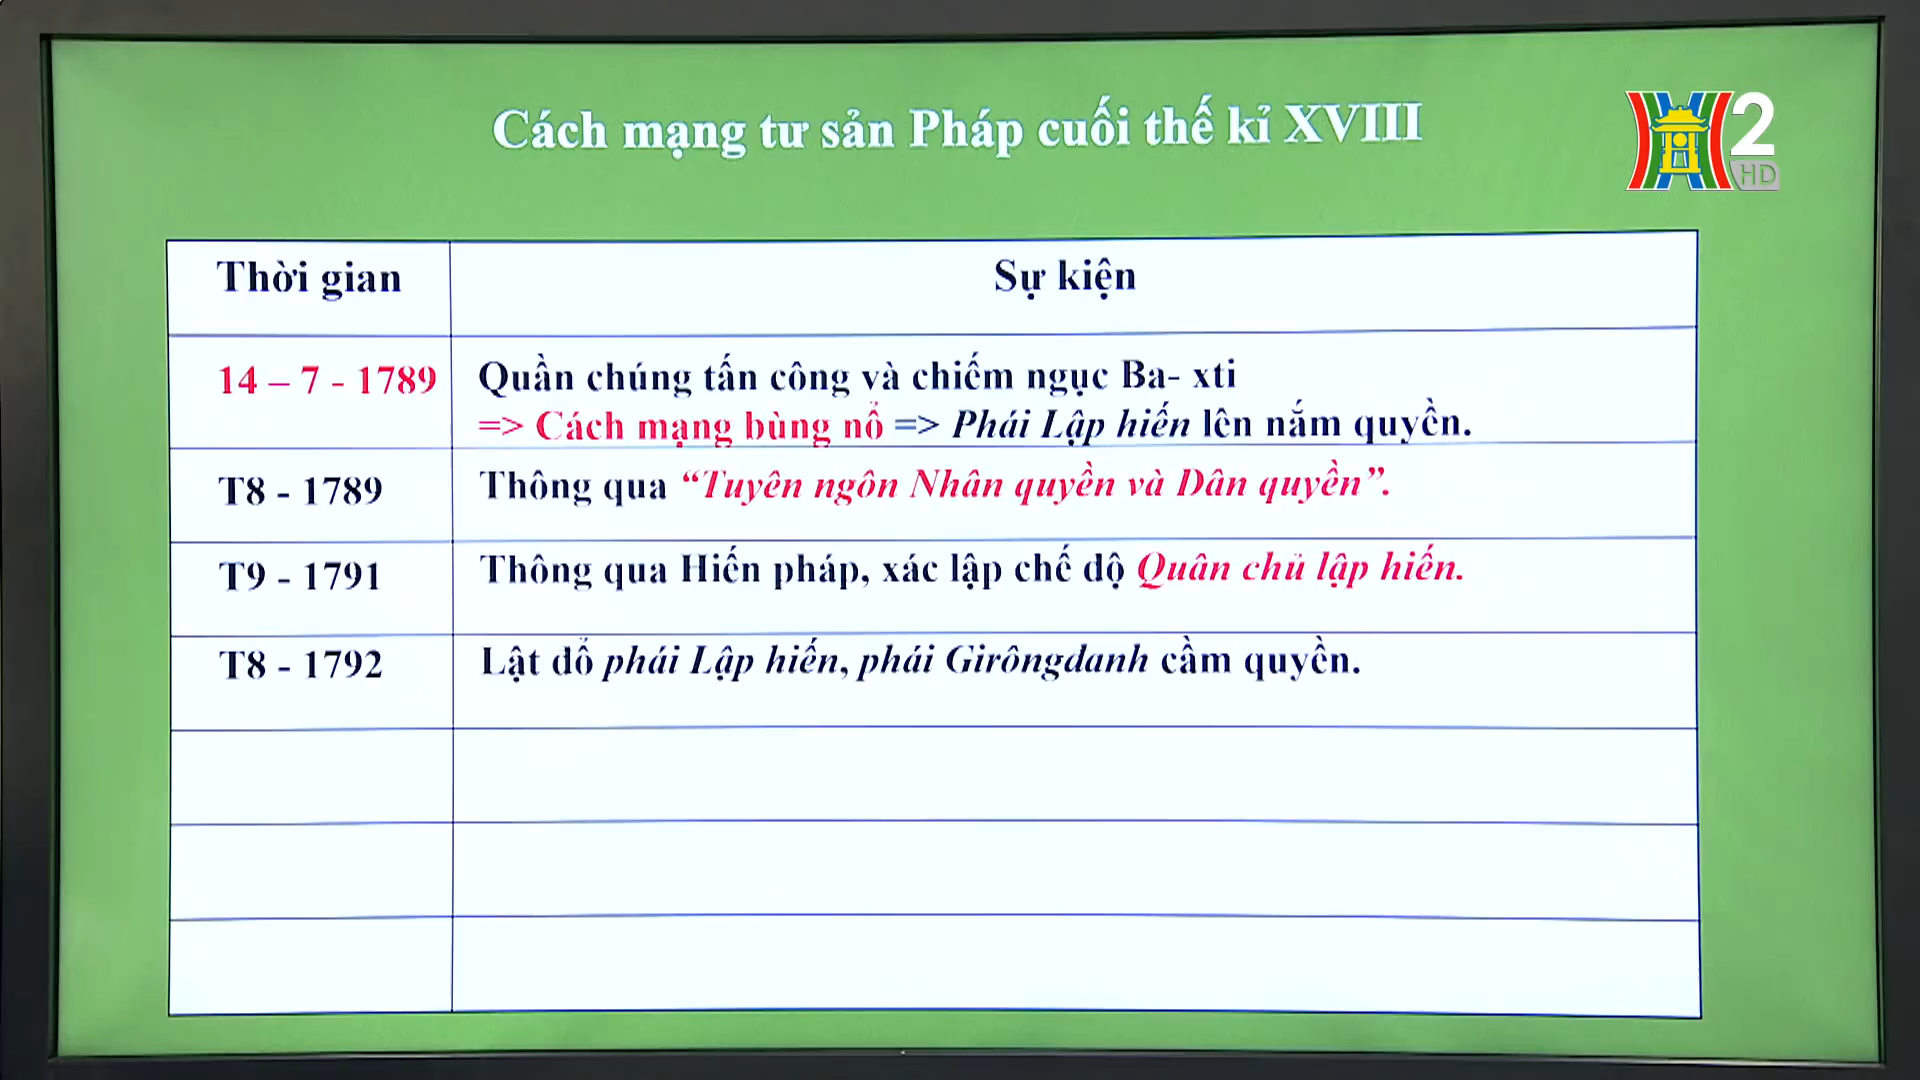 Cách mạng tư sản Pháp cuối thế kỉ XVIII
2
HD
Thời gian
Sự kiện
14 – 7 - 1789
Quần chúng tấn công và chiếm ngục Ba- xti
=> Cách mạng bùng nổ => Phái Lập hiến lên nắm quyền.
T8 - 1789
Thông qua “Tuyên ngôn Nhân quyền và Dân quyền”.
T9 - 1791
Thông qua Hiến pháp, xác lập chế độ Quân chủ lập hiến.
T8 - 1792
Lật đổ phái Lập hiến, phái Girôngđanh cầm quyền.